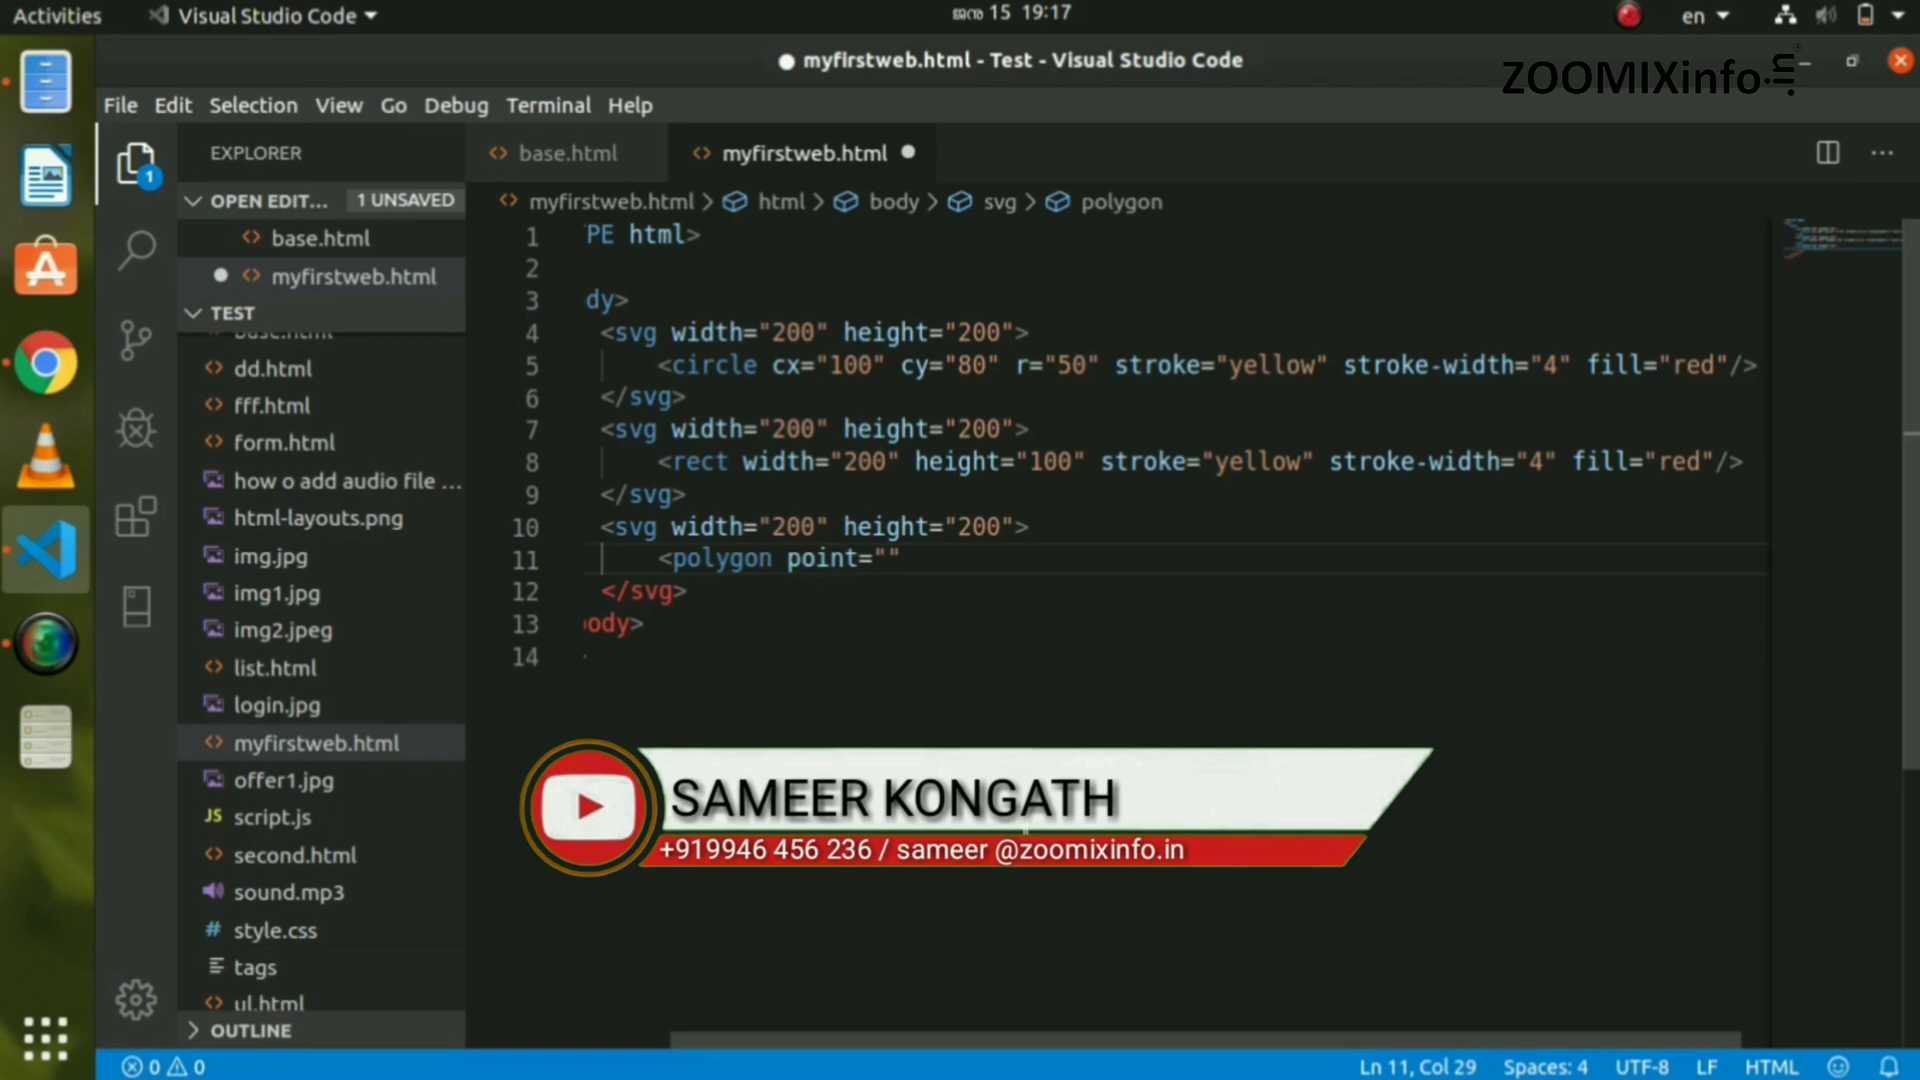 Activities
Visual Studio Code
ജന 15 19:17
en
myfirstweb.html - Test - Visual Studio Code
ZOOMIXinfo.in
File Edit Selection View Go Debug Terminal Help
EXPLORER
1
OPEN EDIT... 1 UNSAVED
base.html
myfirstweb.html
TEST
base.html
dd.html
fff.html
form.html
how o add audio file ...
html-layouts.png
img.jpg
img1.jpg
img2.jpeg
list.html
login.jpg
myfirstweb.html
offer1.jpg
JS script.js
second.html
sound.mp3
# style.css
tags
ul.html
OUTLINE
base.html
myfirstweb.html
myfirstweb.html > html > body > svg > polygon
1 PE html>
2
3 dy>
4 <svg width="200" height="200">
5 <circle cx="100" cy="80" r="50" stroke="yellow" stroke-width="4" fill="red"/>
6 </svg>
7 <svg width="200" height="200">
8 <rect width="200" height="100" stroke="yellow" stroke-width="4" fill="red"/>
9 </svg>
10 <svg width="200" height="200">
11 <polygon point=""
12 </svg>
13 ody>
14
SAMEER KONGATH
+919946 456 236 / sameer @zoomixinfo.in
0 0
Ln 11, Col 29 Spaces: 4 UTF-8 LF HTML